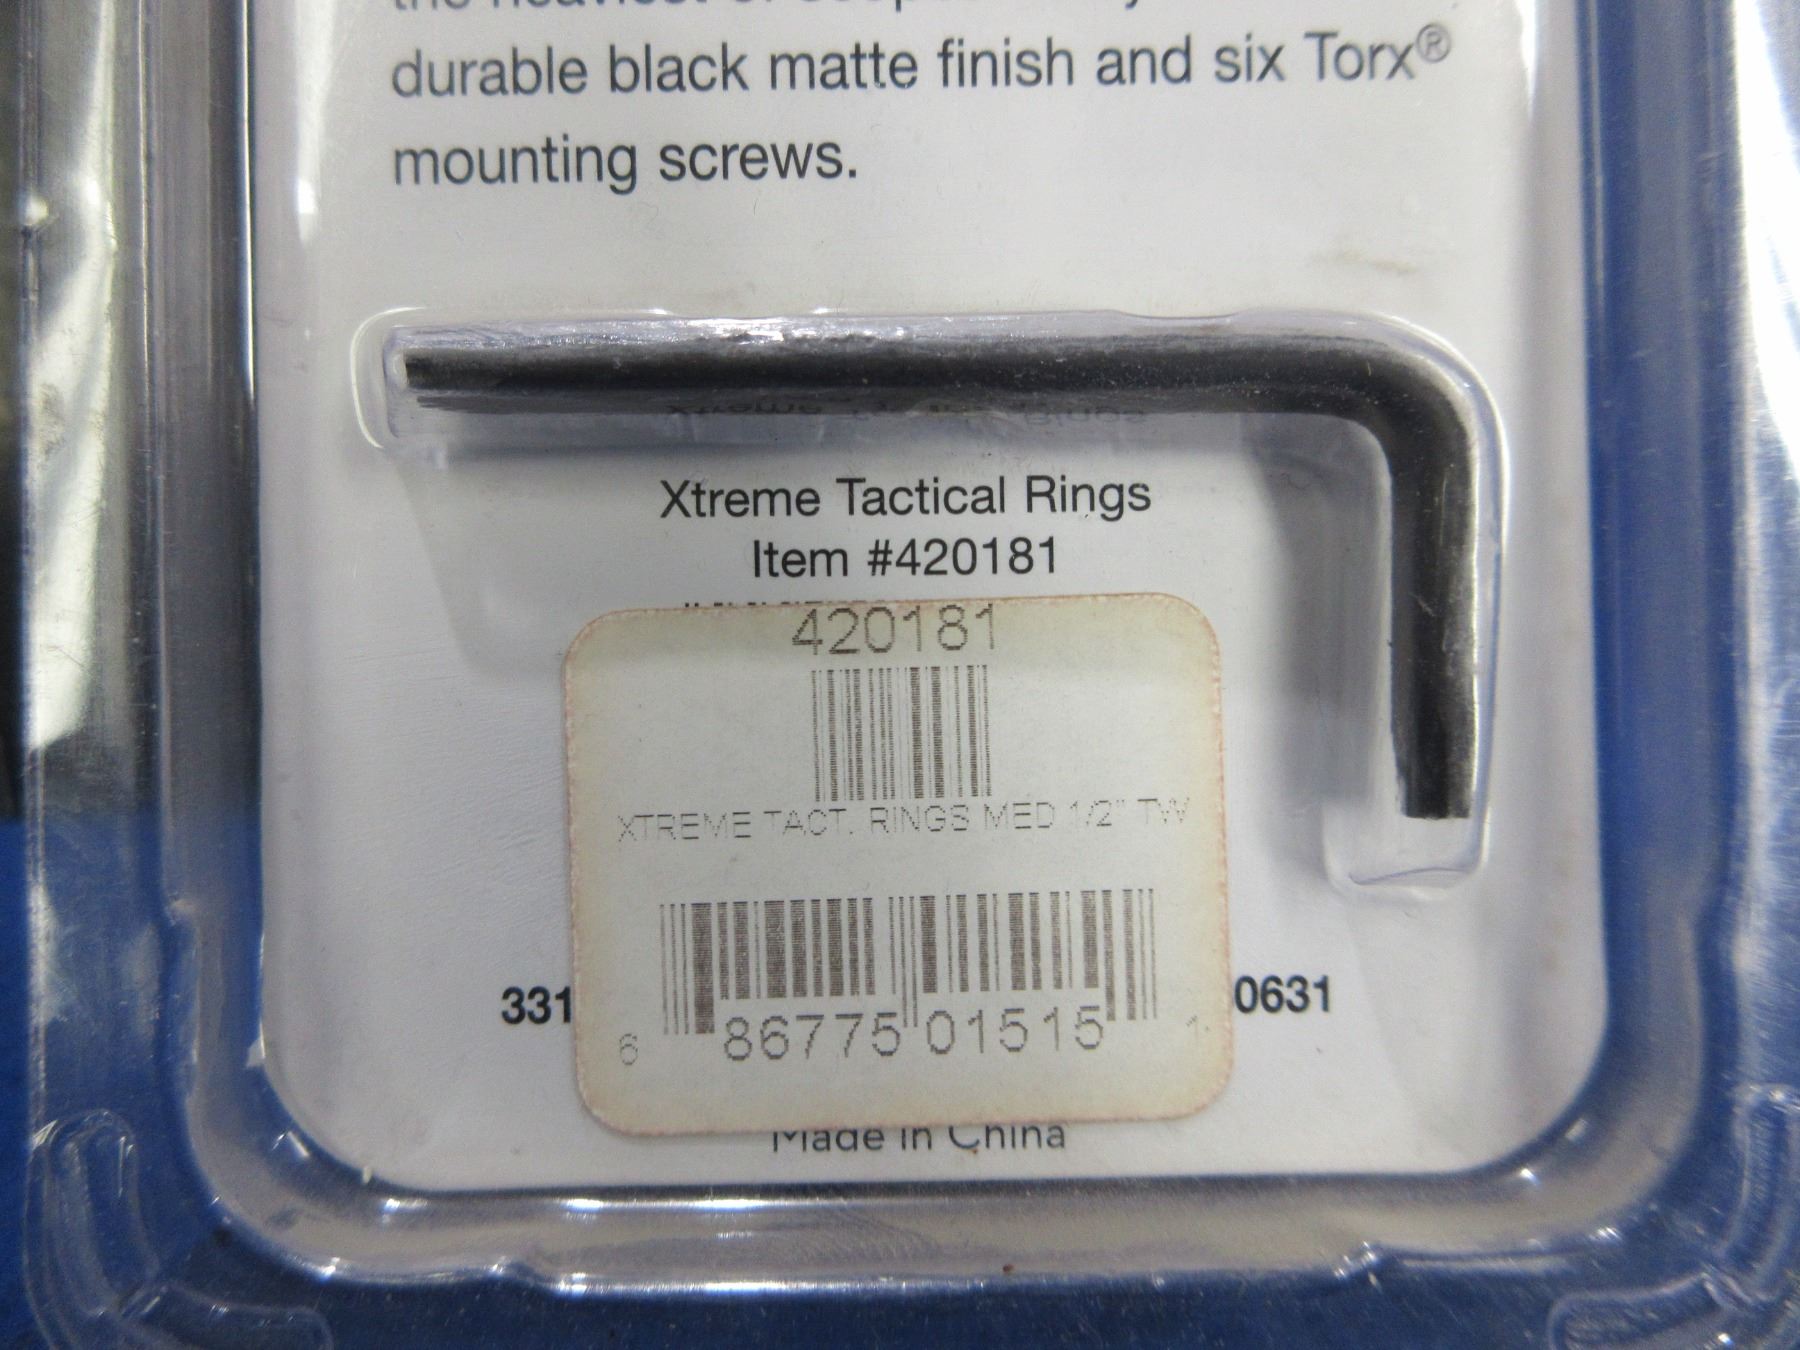 durable black matte finish and six Torx®
mounting screws.
Xtreme Tactical Rings
Item #420181
420181
XTREME TACT. RINGS MED 1/2" TW
331
0631
6 86775 01515 1
Made in China